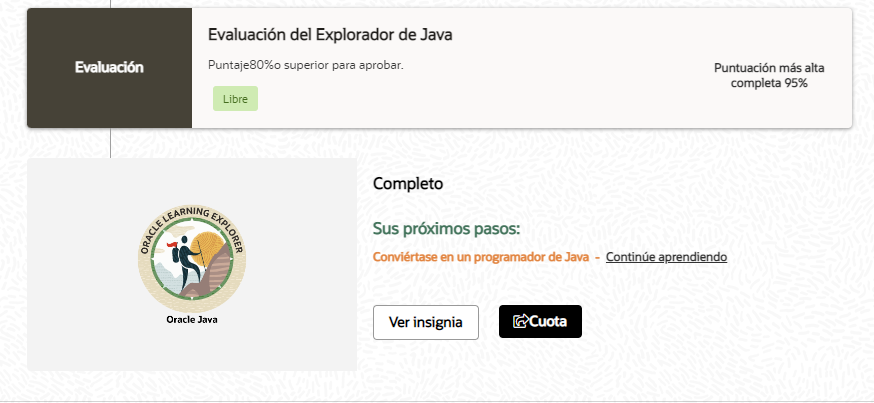 Evaluación
Evaluación del Explorador de Java
Puntaje80%o superior para aprobar.
Libre
Puntuación más alta
completa 95%
ORACLE LEARNING EXPLORER
Oracle Java
Completo
Sus próximos pasos:
Conviértase en un programador de Java - Continúe aprendiendo
Ver insignia
Cuota